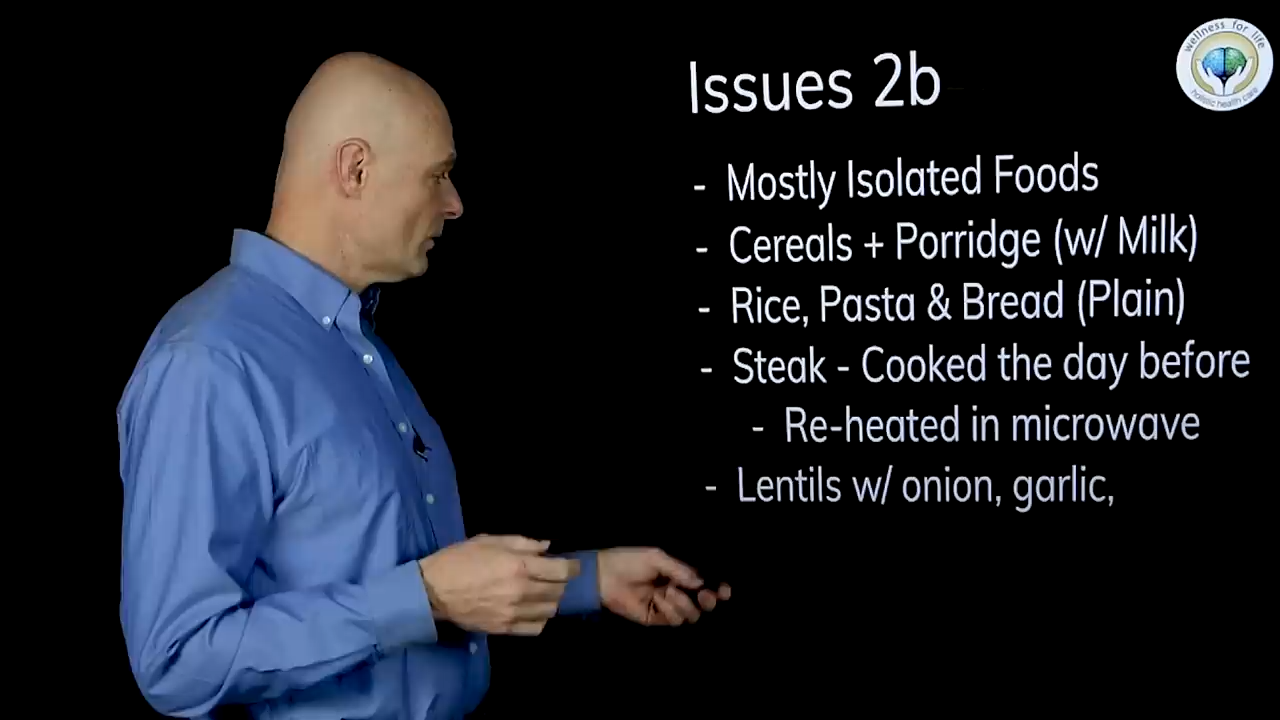 wellness for life
holistic health care
Issues 2b
- Mostly Isolated Foods
- Cereals + Porridge (w/ Milk)
- Rice, Pasta & Bread (Plain)
- Steak - Cooked the day before
- Re-heated in microwave
- Lentils w/ onion, garlic,